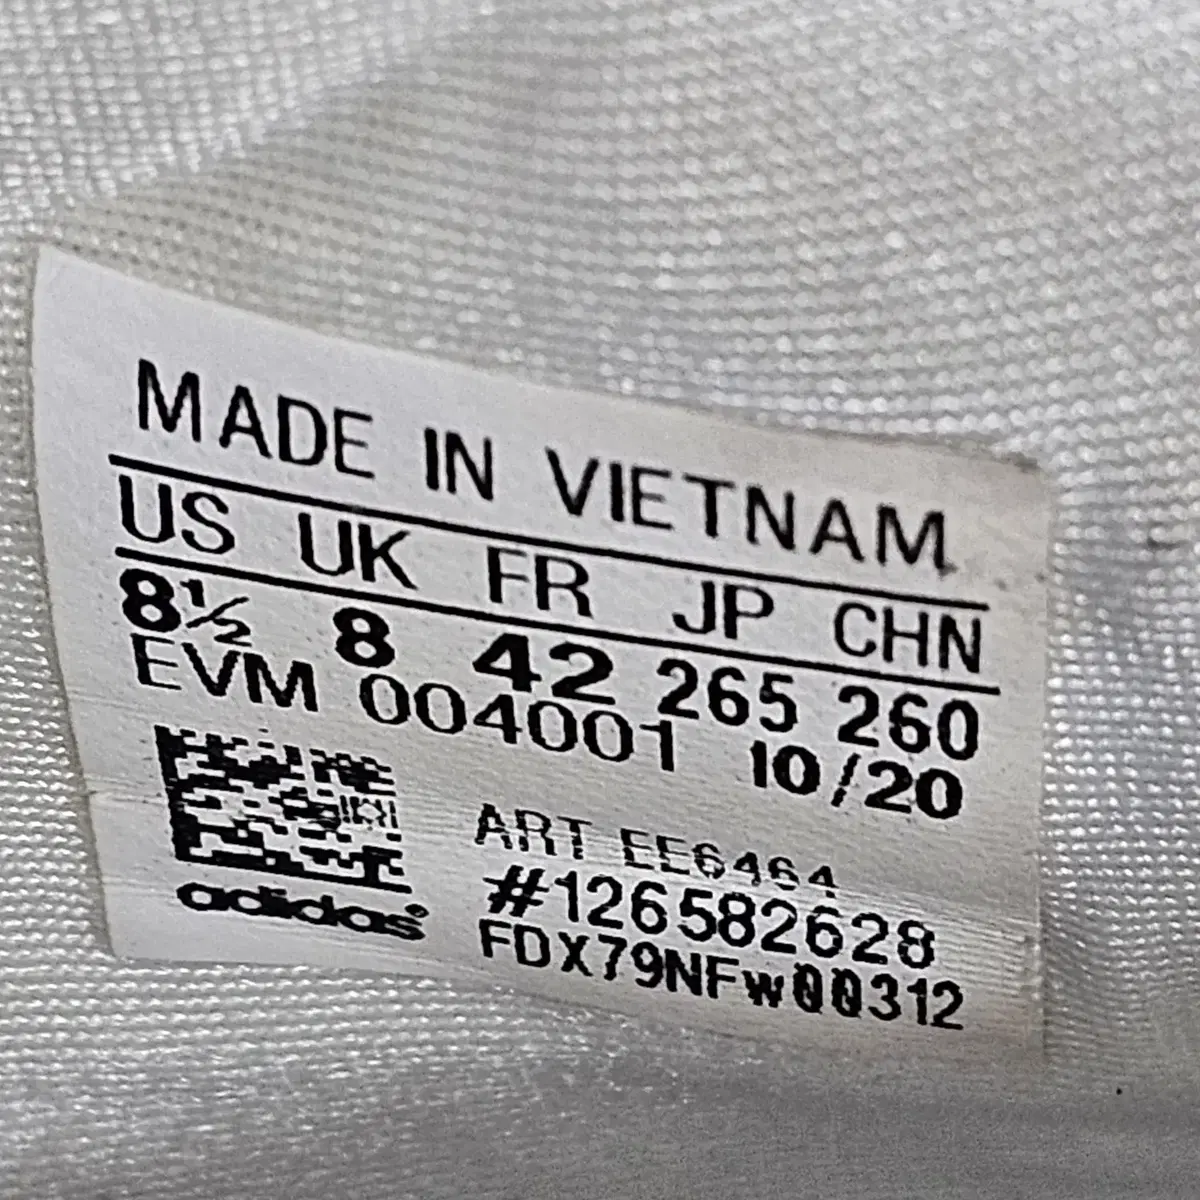 MADE IN VIETNAM
US UK FR JP CHN
8½ 8 42 265 260
EVM 004001 10/20
ART EE6464
#126582628
FDX79NFW00312
adidas